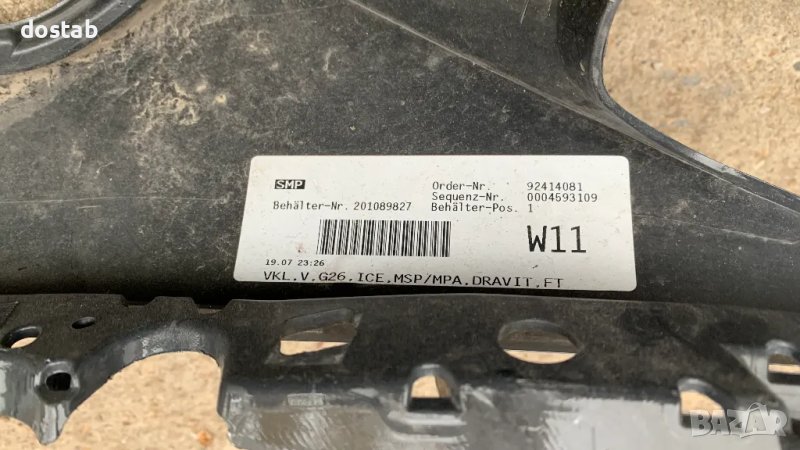 dostab
SMP
Order-Nr. 92414081
Sequenz-Nr. 0004593109
Behälter-Nr. 201089827 Behälter-Pos. 1
W11
19.07 23:26
VKL,V,G26,ICE,MSP/MPA,DRAVIT,FT
BAZAR